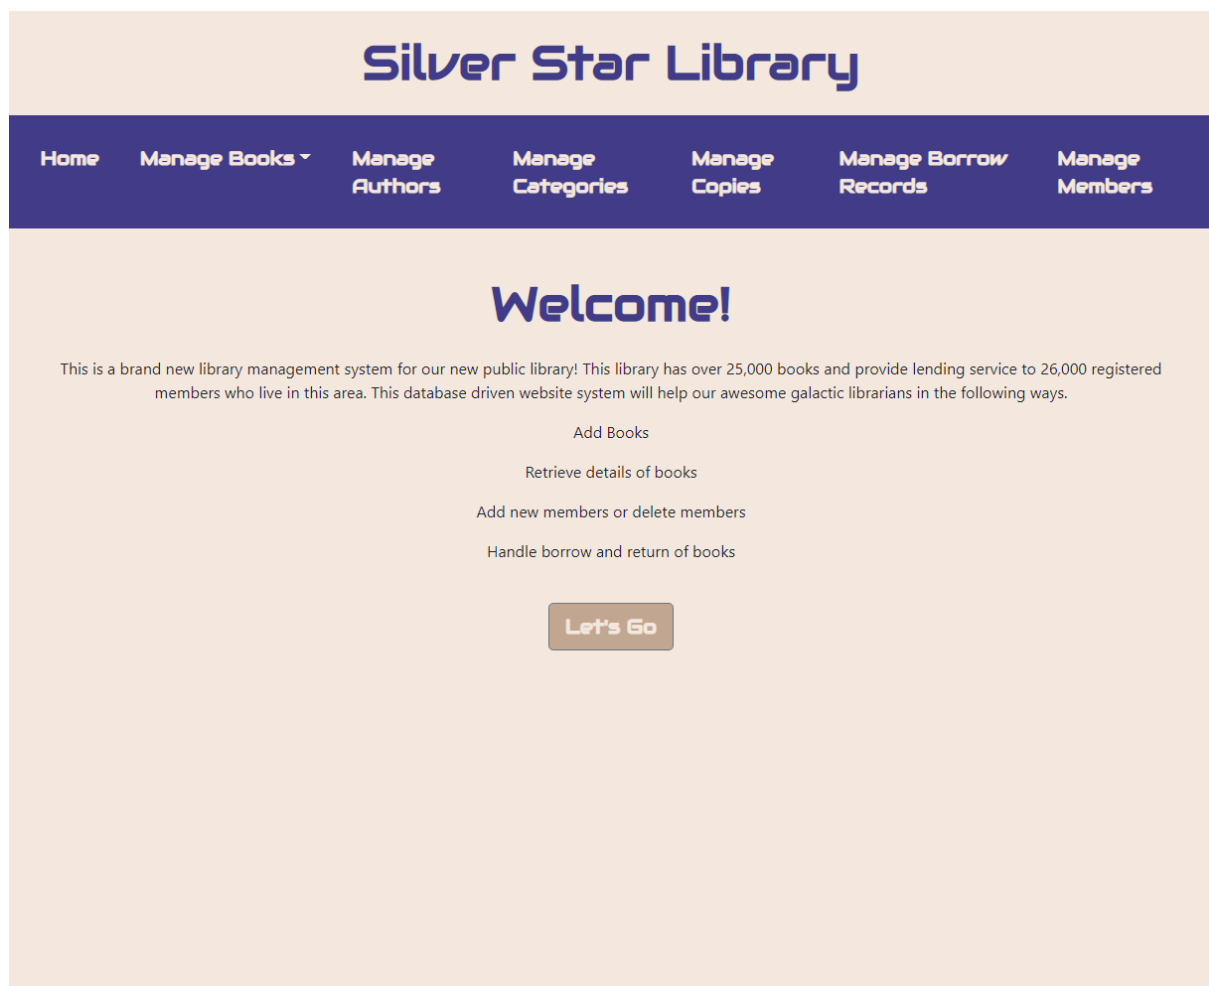 Silver Star Library
Home
Manage Books
Manage
Authors
Manage
Categories
Manage
Copies
Manage Borrow
Records
Manage
Members
Welcome!
This is a brand new library management system for our new public library! This library has over 25,000 books and provide lending service to 26,000 registered
members who live in this area. This database driven website system will help our awesome galactic librarians in the following ways.
Add Books
Retrieve details of books
Add new members or delete members
Handle borrow and return of books
Let's Go